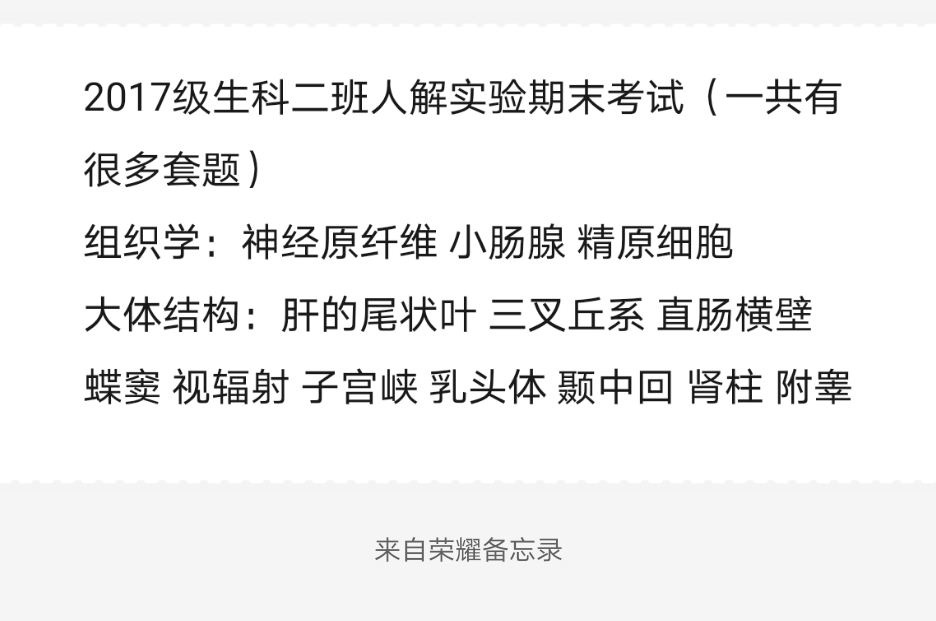 2017级生科二班人解实验期末考试（一共有
很多套题）
组织学：神经原纤维 小肠腺 精原细胞
大体结构：肝的尾状叶 三叉丘系 直肠横壁
蝶窦 视辐射 子宫峡 乳头体 颞中回 肾柱 附睾
来自荣耀备忘录